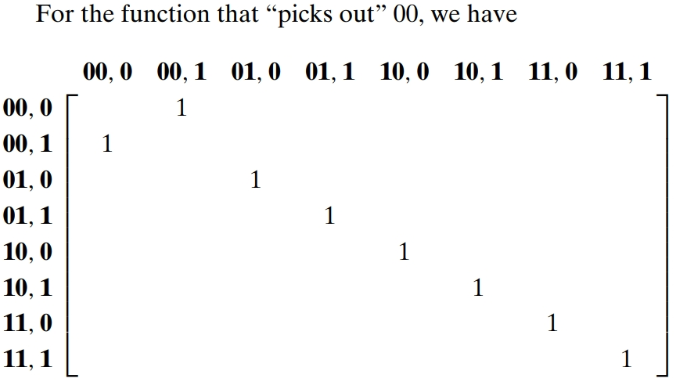 For the function that “picks out” 00, we have
00, 0 00, 1 01, 0 01, 1 10, 0 10, 1 11, 0 11, 1
00, 0 1
00, 1 1
01, 0 1
01, 1 1
10, 0 1
10, 1 1
11, 0 1
11, 1 1